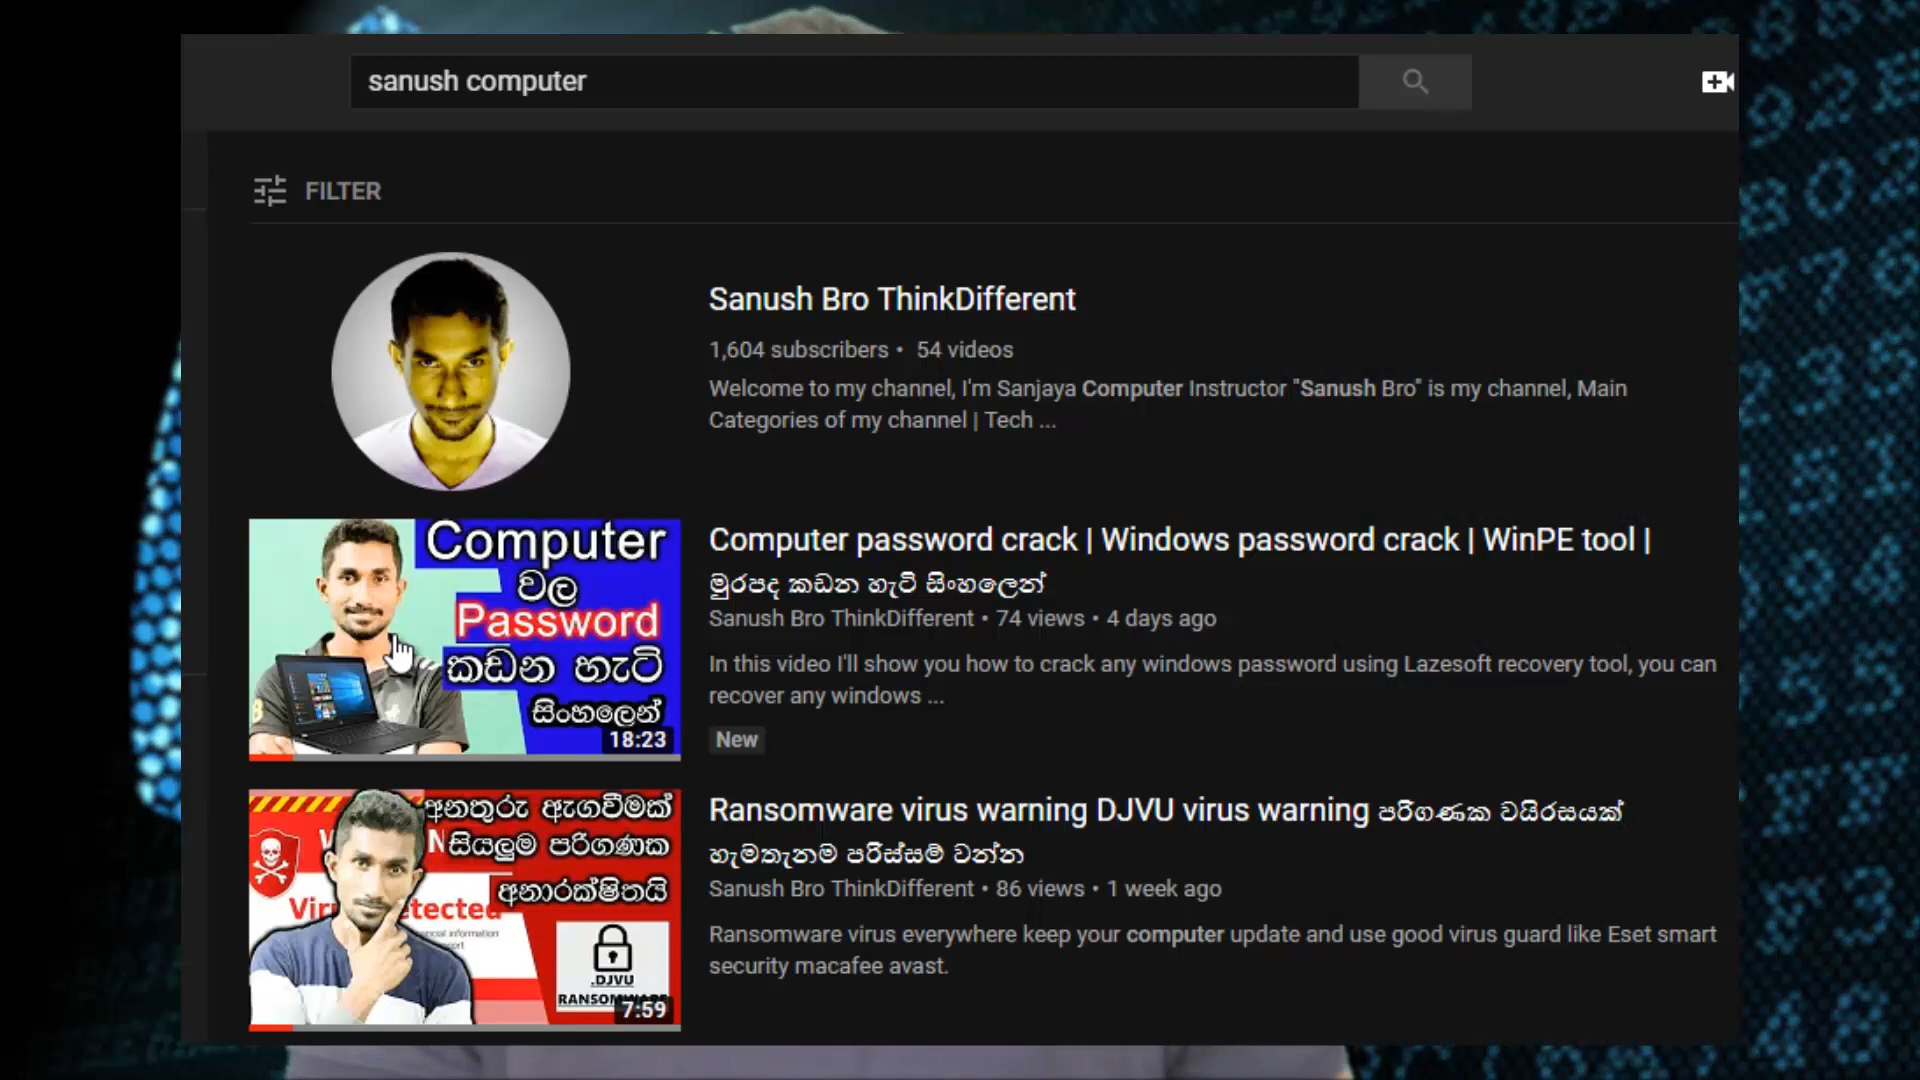 sanush computer
FILTER
Sanush Bro ThinkDifferent
1,604 subscribers • 54 videos
Welcome to my channel, I'm Sanjaya Computer Instructor "Sanush Bro" is my channel, Main
Categories of my channel | Tech ...
Computer
වල
Password
කඩන හැටි
සිංහලෙන්
18:23
Computer password crack | Windows password crack | WinPE tool |
මුරපද කඩන හැටි සිංහලෙන්
Sanush Bro ThinkDifferent • 74 views • 4 days ago
In this video I'll show you how to crack any windows password using Lazesoft recovery tool, you can
recover any windows ...
New
අනතුරු ඇගවීමක්
සියලුම පරිගණක
අනාරක්ෂිතයි
.DJVU
RANSOMWARE
7:59
Ransomware virus warning DJVU virus warning පරිගණක වයිරසයක්
හැමතැනම පරිස්සම් වන්න
Sanush Bro ThinkDifferent • 86 views • 1 week ago
Ransomware virus everywhere keep your computer update and use good virus guard like Eset smart
security macafee avast.